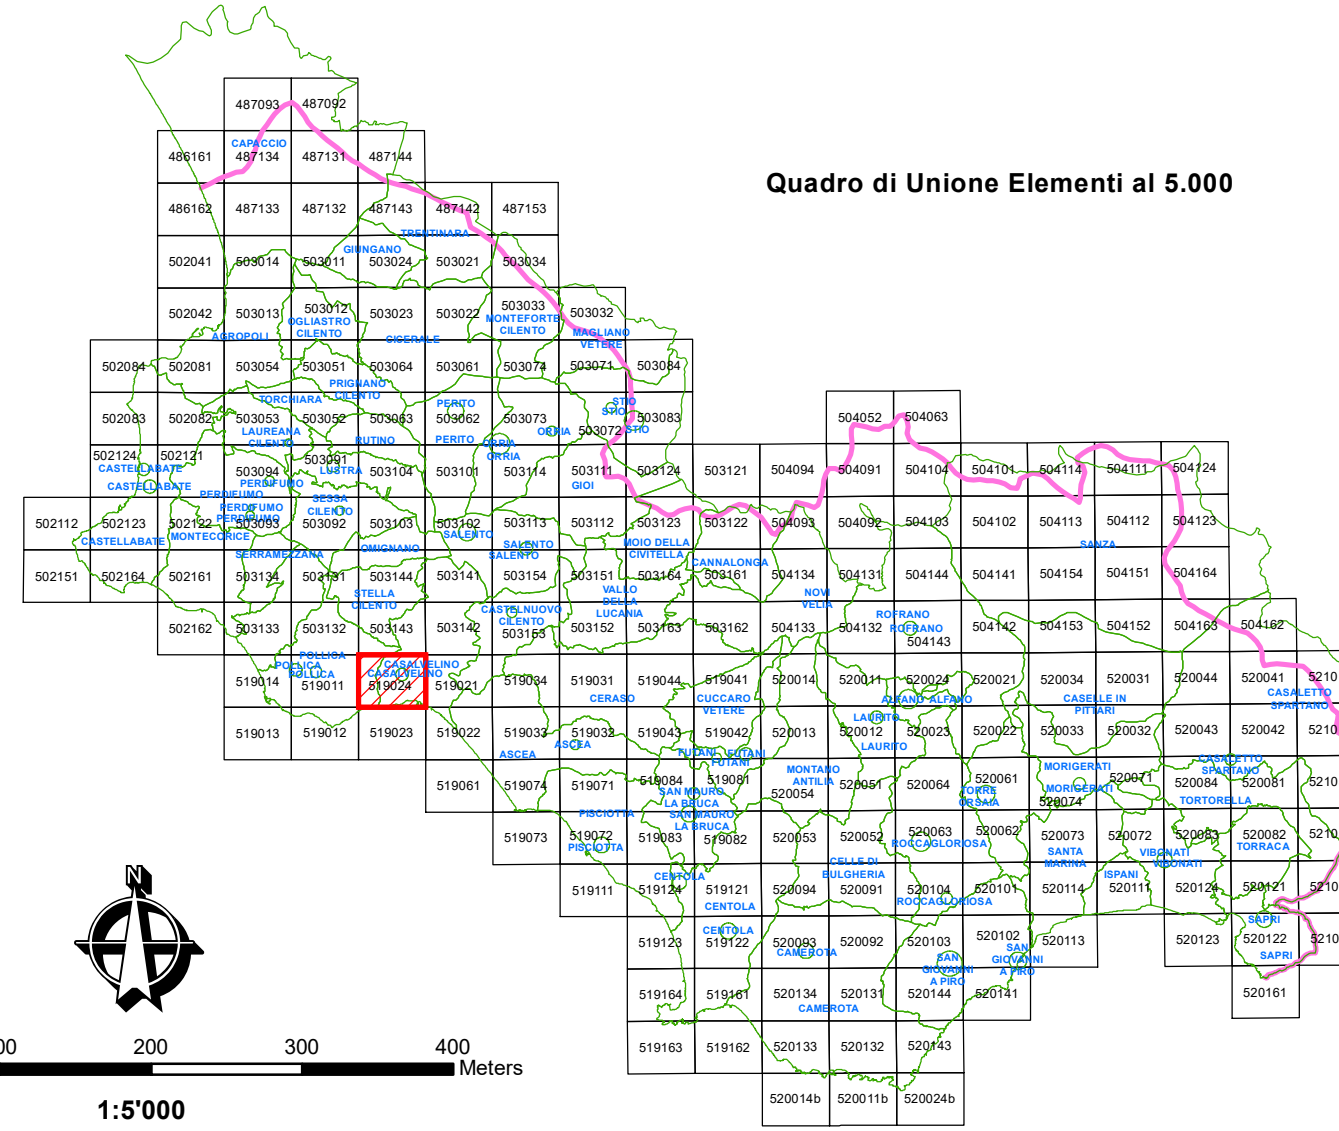 Quadro di Unione Elementi al 5.000
487093 487092
CAPACCIO
486161 487134 487131 487144
486162 487133 487132 487143 487142 487153
TRENTINARA
GIUNGANO
502041 503014 503011 503024 503021 503034
502042 503013 503012 503023 503022 503033 503032
OGLIASTRO
CILENTO
MONTEFORTE
CILENTO
AGROPOLI
CICERALE
MAGLIANO
VETERE
502084 502081 503054 503051 503064 503061 503074 503071 503084
PRIGNANO
CILENTO
TORCHIARA
PERITO
STIO
STIO
502083 502082 503053 503052 503063 503062 503073 503072 503083 504052 504063
LAUREANA
CILENTO
RUTINO
PERITO
ORRIA
ORRIA
ORRIA
STIO
502124 502121 503094 503091 503104 503101 503114 503111 503124 503121 504094 504091 504104 504101 504114 504111 504124
CASTELLABATE
CASTELLABATE
LUSTRA
PERDIFUMO
PERDIFUMO
GIOI
SESSA
CILENTO
PERDIFUMO
PERDIFUMO
502112 502123 502122 503093 503092 503103 503102 503113 503112 503123 503122 504093 504092 504103 504102 504113 504112 504123
CASTELLABATE
MONTECORICE
SERRAMEZZANA
OMIGNANO
SALENTO
SALENTO
SALENTO
MOIO DELLA
CIVITELLA
CANNALONGA
SANZA
502151 502164 502161 503134 503131 503144 503141 503154 503151 503164 503161 504134 504131 504144 504141 504154 504151 504164
STELLA
CILENTO
CASTELNUOVO
CILENTO
VALLO
DELLA
LUCANIA
NOVI
VELIA
ROFRANO
ROFRANO
502162 503133 503132 503143 503142 503153 503152 503163 503162 504133 504132 504143 504142 504153 504152 504163 504162
POLLICA
POLLICA
POLLICA
CASALVELINO
CASALVELINO
519014 519011 519024 519021 519034 519031 519044 519041 520014 520011 520024 520021 520034 520031 520044 520041 5210
CERASO
CUCCARO
VETERE
ALFANO ALFANO
CASELLE IN
PITTARI
CASALETTO
SPARTANO
LAURITO
LAURITO
519013 519012 519023 519022 519033 519032 519043 519042 520013 520012 520023 520022 520033 520032 520043 520042 5210
ASCEA
ASCEA
FUTANI
FUTANI
FUTANI
MONTANO
ANTILIA
MORIGERATI
MORIGERATI
CASALETTO
SPARTANO
519061 519074 519071 519084 519081 520054 520051 520064 520061 520074 520071 520084 520081 5210
SAN MAURO
LA BRUCA
SAN MAURO
LA BRUCA
TORRE
ORSAIA
TORTORELLA
PISCIOTTA
PISCIOTTA
519073 519072 519083 519082 520053 520052 520063 520062 520073 520072 520083 520082 5210
ROCCAGLORIOSA
SANTA
MARINA
VIBONATI
VIBONATI
TORRACA
CELLE DI
BULGHERIA
ISPANI
CENTOLA
519111 519124 519121 520094 520091 520104 520101 520114 520111 520124 520121 5210
CENTOLA
ROCCAGLORIOSA
SAPRI
CENTOLA
519123 519122 520093 520092 520103 520102 520113 520123 520122 5210
CAMEROTA
SAN
GIOVANNI
A PIRO
SAN
GIOVANNI
A PIRO
SAPRI
519164 519161 520134 520131 520144 520141 520161
CAMEROTA
519163 519162 520133 520132 520143
520014b 520011b 520024b
N
00 200 300 400
Meters
1:5'000